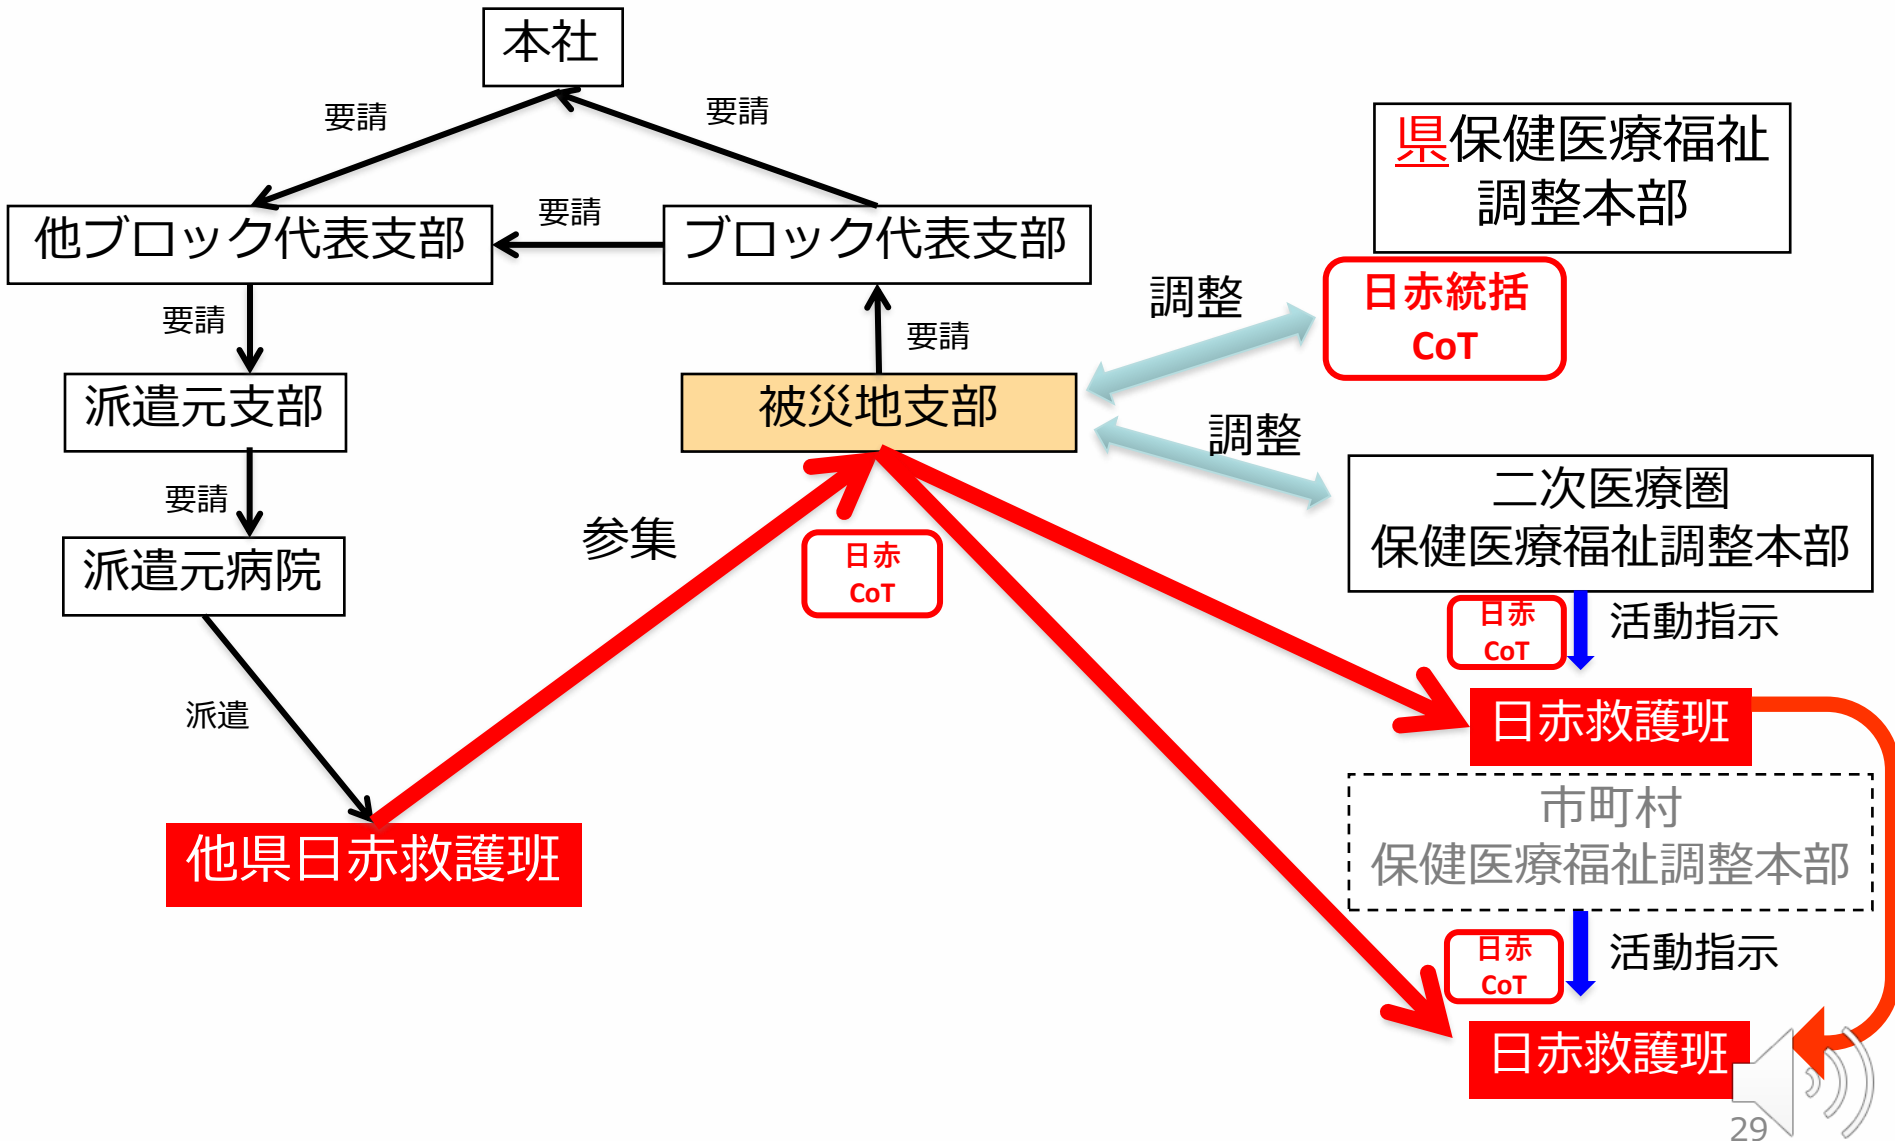 本社
要請
要請
県保健医療福祉
調整本部
他ブロック代表支部
要請
ブロック代表支部
日赤統括
CoT
調整
要請
要請
派遣元支部
被災地支部
調整
二次医療圏
保健医療福祉調整本部
要請
参集
日赤
CoT
派遣元病院
日赤
CoT
活動指示
派遣
日赤救護班
市町村
保健医療福祉調整本部
他県日赤救護班
日赤
CoT
活動指示
日赤救護班
29